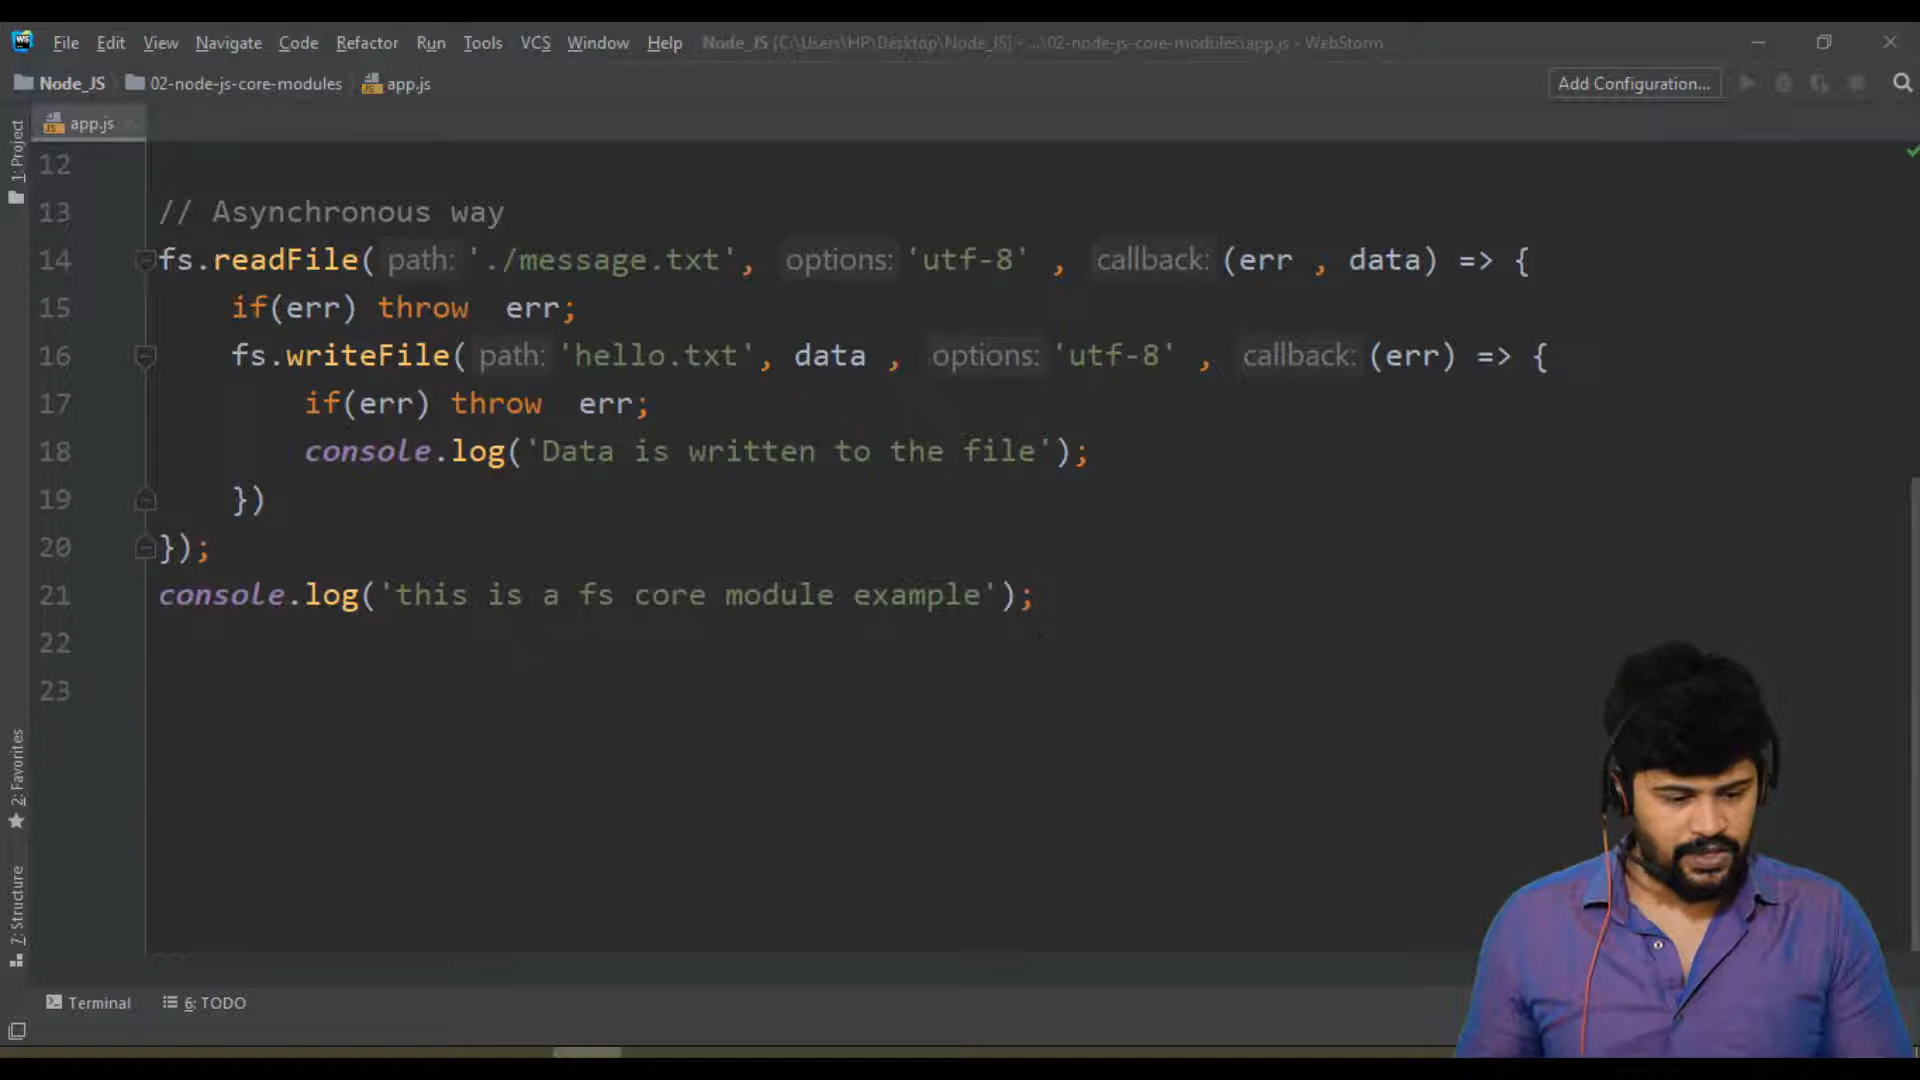 WS File Edit View Navigate Code Refactor Run Tools VCS Window Help Node_JS [C:\Users\HP\Desktop\Node_JS] - ...\02-node-js-core-modules\app.js - WebStorm
Node_JS 02-node-js-core-modules JS app.js Add Configuration...
JS app.js
1: Project
12
13 // Asynchronous way
14 fs.readFile( path: './message.txt', options: 'utf-8' , callback: (err , data) => {
15 if(err) throw err;
16 fs.writeFile( path: 'hello.txt', data , options: 'utf-8' , callback: (err) => {
17 if(err) throw err;
18 console.log('Data is written to the file');
19 })
20 });
21 console.log('this is a fs core module example');
22
23
2: Favorites
7: Structure
Terminal 6: TODO